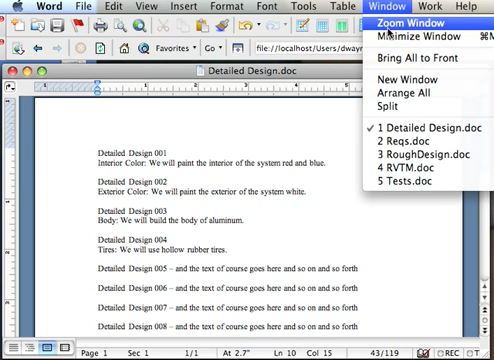 Word File Edit View Insert Format Font Tools Table Window Work Help
Favorites
file://localhost/Users/dwayn
Zoom Window
Minimize Window ⌘M
Bring All to Front
New Window
Arrange All
Split
✓ 1 Detailed Design.doc
2 Reqs.doc
3 RoughDesign.doc
4 RVTM.doc
5 Tests.doc
Detailed Design.doc
Detailed Design 001
Interior Color: We will paint the interior of the system red and blue.
Detailed Design 002
Exterior Color: We will paint the exterior of the system white.
Detailed Design 003
Body: We will build the body of aluminum.
Detailed Design 004
Tires: We will use hollow rubber tires.
Detailed Design 005 – and the text of course goes here and so on and so forth
Detailed Design 006 – and the text of course goes here and so on and so forth
Detailed Design 007 – and the text of course goes here and so on and so forth
Detailed Design 008 – and the text of course goes here and so on and so forth
Page 1 Sec 1 1/1 At 2.7" Ln 10 Col 15 43/119 REC T